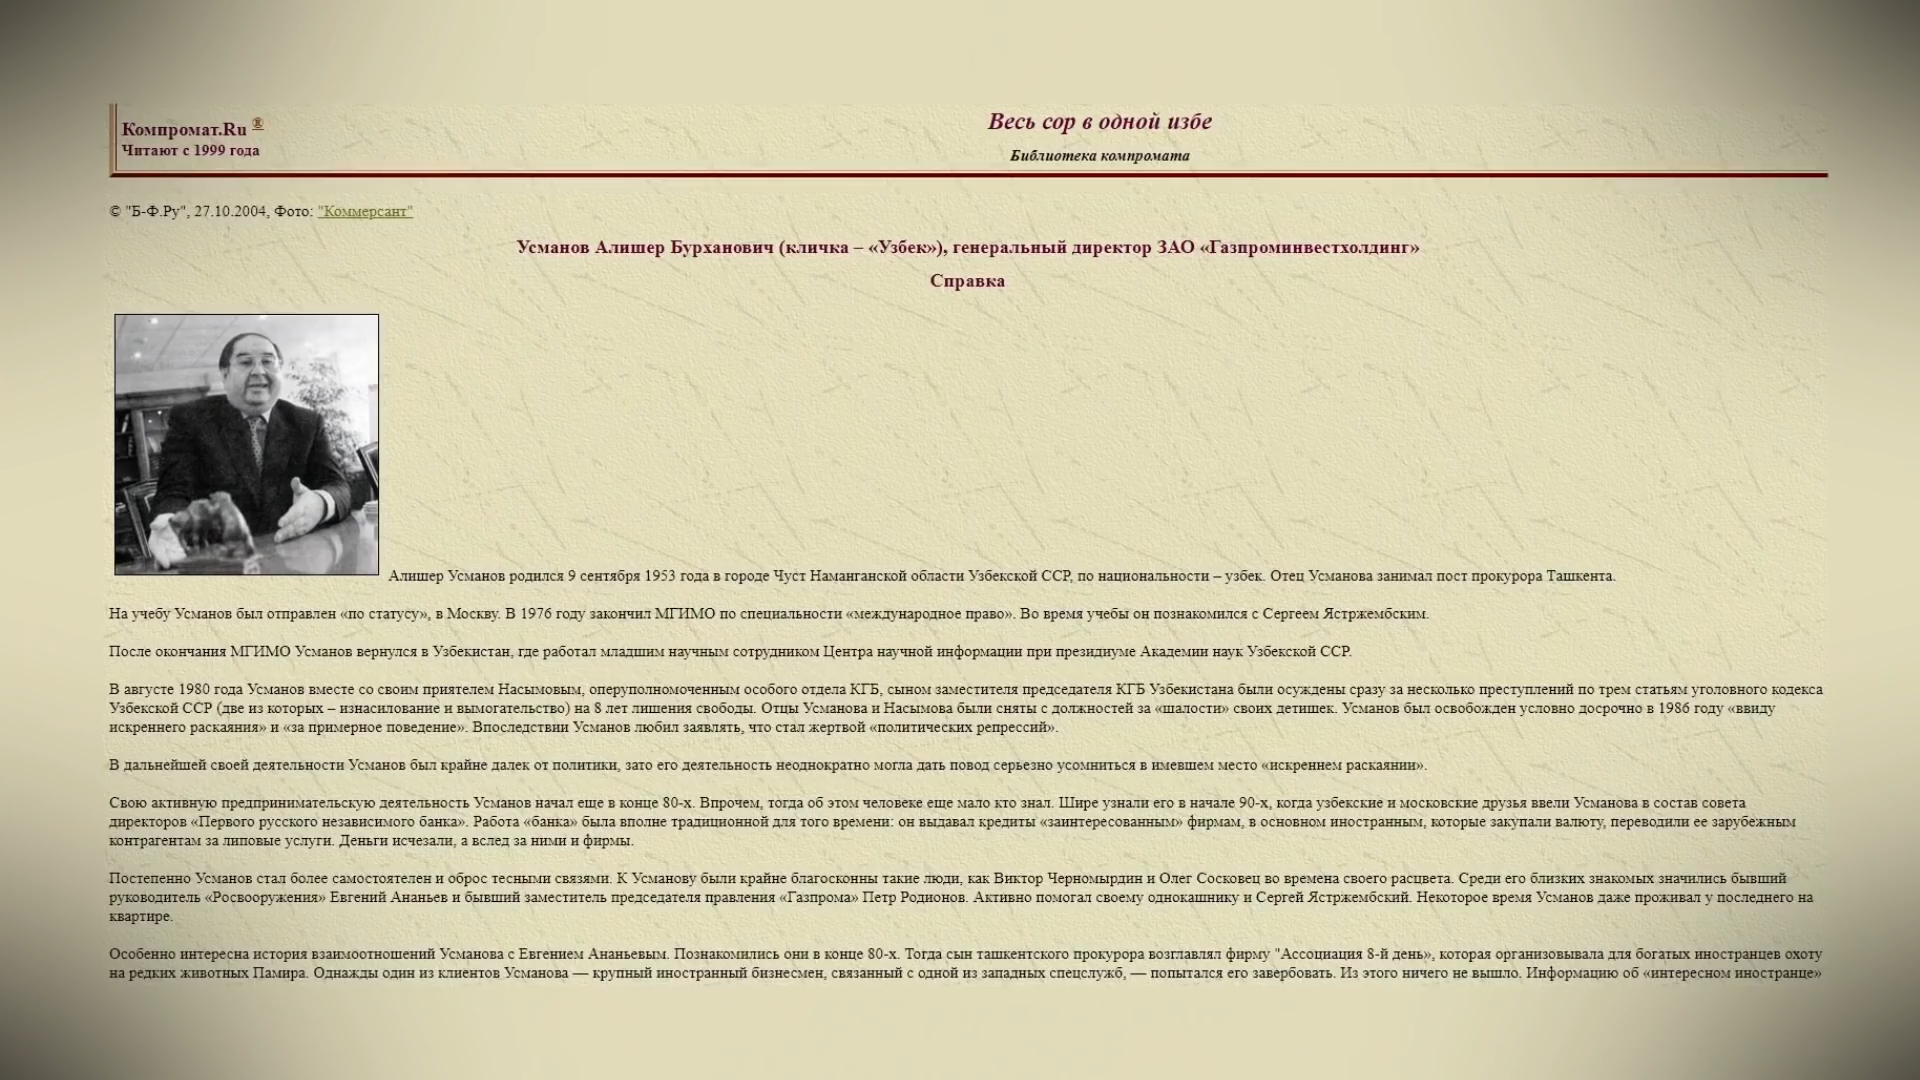 Компромат.Ru ®
Читают с 1999 года
Весь сор в одной избе
Библиотека компромата
© "Б-Ф.Ру", 27.10.2004, Фото: "Коммерсант"
Усманов Алишер Бурханович (кличка – «Узбек»), генеральный директор ЗАО «Газпроминвестхолдинг»
Справка
Алишер Усманов родился 9 сентября 1953 года в городе Чуст Наманганской области Узбекской ССР, по национальности – узбек. Отец Усманова занимал пост прокурора Ташкента.
На учебу Усманов был отправлен «по статусу», в Москву. В 1976 году закончил МГИМО по специальности «международное право». Во время учебы он познакомился с Сергеем Ястржембским.
После окончания МГИМО Усманов вернулся в Узбекистан, где работал младшим научным сотрудником Центра научной информации при президиуме Академии наук Узбекской ССР.
В августе 1980 года Усманов вместе со своим приятелем Насымовым, оперуполномоченным особого отдела КГБ, сыном заместителя председателя КГБ Узбекистана были осуждены сразу за несколько преступлений по трем статьям уголовного кодекса
Узбекской ССР (две из которых – изнасилование и вымогательство) на 8 лет лишения свободы. Отцы Усманова и Насымова были сняты с должностей за «шалости» своих детишек. Усманов был освобожден условно досрочно в 1986 году «ввиду
искреннего раскаяния» и «за примерное поведение». Впоследствии Усманов любил заявлять, что стал жертвой «политических репрессий».
В дальнейшей своей деятельности Усманов был крайне далек от политики, зато его деятельность неоднократно могла дать повод серьезно усомниться в имевшем место «искреннем раскаянии».
Свою активную предпринимательскую деятельность Усманов начал еще в конце 80-х. Впрочем, тогда об этом человеке еще мало кто знал. Шире узнали его в начале 90-х, когда узбекские и московские друзья ввели Усманова в состав совета
директоров «Первого русского независимого банка». Работа «банка» была вполне традиционной для того времени: он выдавал кредиты «заинтересованным» фирмам, в основном иностранным, которые закупали валюту, переводили ее зарубежным
контрагентам за липовые услуги. Деньги исчезали, а вслед за ними и фирмы.
Постепенно Усманов стал более самостоятелен и оброс тесными связями. К Усманову были крайне благосконны такие люди, как Виктор Черномырдин и Олег Сосковец во времена своего расцвета. Среди его близких знакомых значились бывший
руководитель «Росвооружения» Евгений Ананьев и бывший заместитель председателя правления «Газпрома» Петр Родионов. Активно помогал своему однокашнику и Сергей Ястржембский. Некоторое время Усманов даже проживал у последнего на
квартире.
Особенно интересна история взаимоотношений Усманова с Евгением Ананьевым. Познакомились они в конце 80-х. Тогда сын ташкентского прокурора возглавлял фирму "Ассоциация 8-й день», которая организовывала для богатых иностранцев охоту
на редких животных Памира. Однажды один из клиентов Усманова — крупный иностранный бизнесмен, связанный с одной из западных спецслужб, — попытался его завербовать. Из этого ничего не вышло. Информацию об «интересном иностранце»